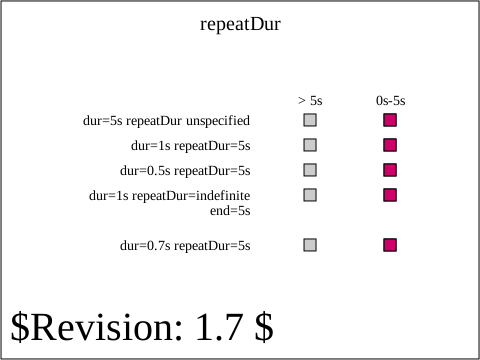 repeatDur
> 5s 0s-5s
dur=5s repeatDur unspecified
dur=1s repeatDur=5s
dur=0.5s repeatDur=5s
dur=1s repeatDur=indefinite
end=5s
dur=0.7s repeatDur=5s
$Revision: 1.7 $